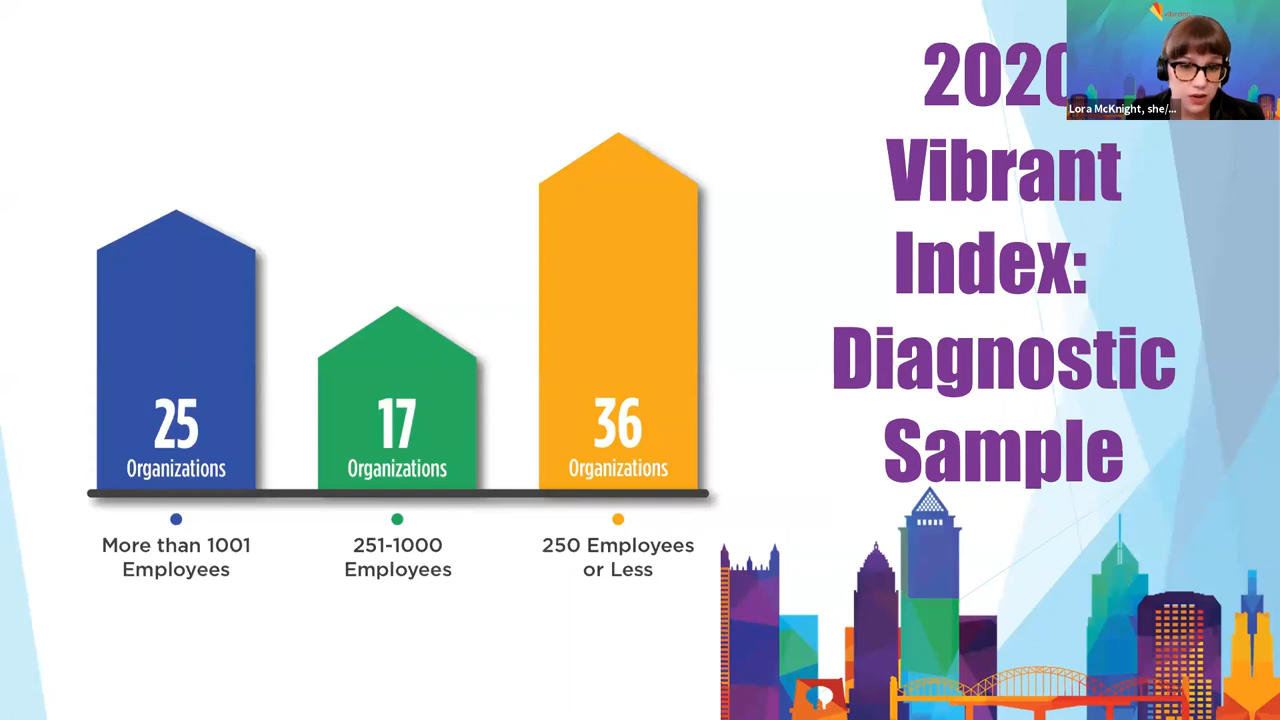 2020
Vibrant
Index:
Diagnostic
Sample
vibrant
Lora McKnight, she/...
25
Organizations
17
Organizations
36
Organizations
More than 1001
Employees
251-1000
Employees
250 Employees
or Less